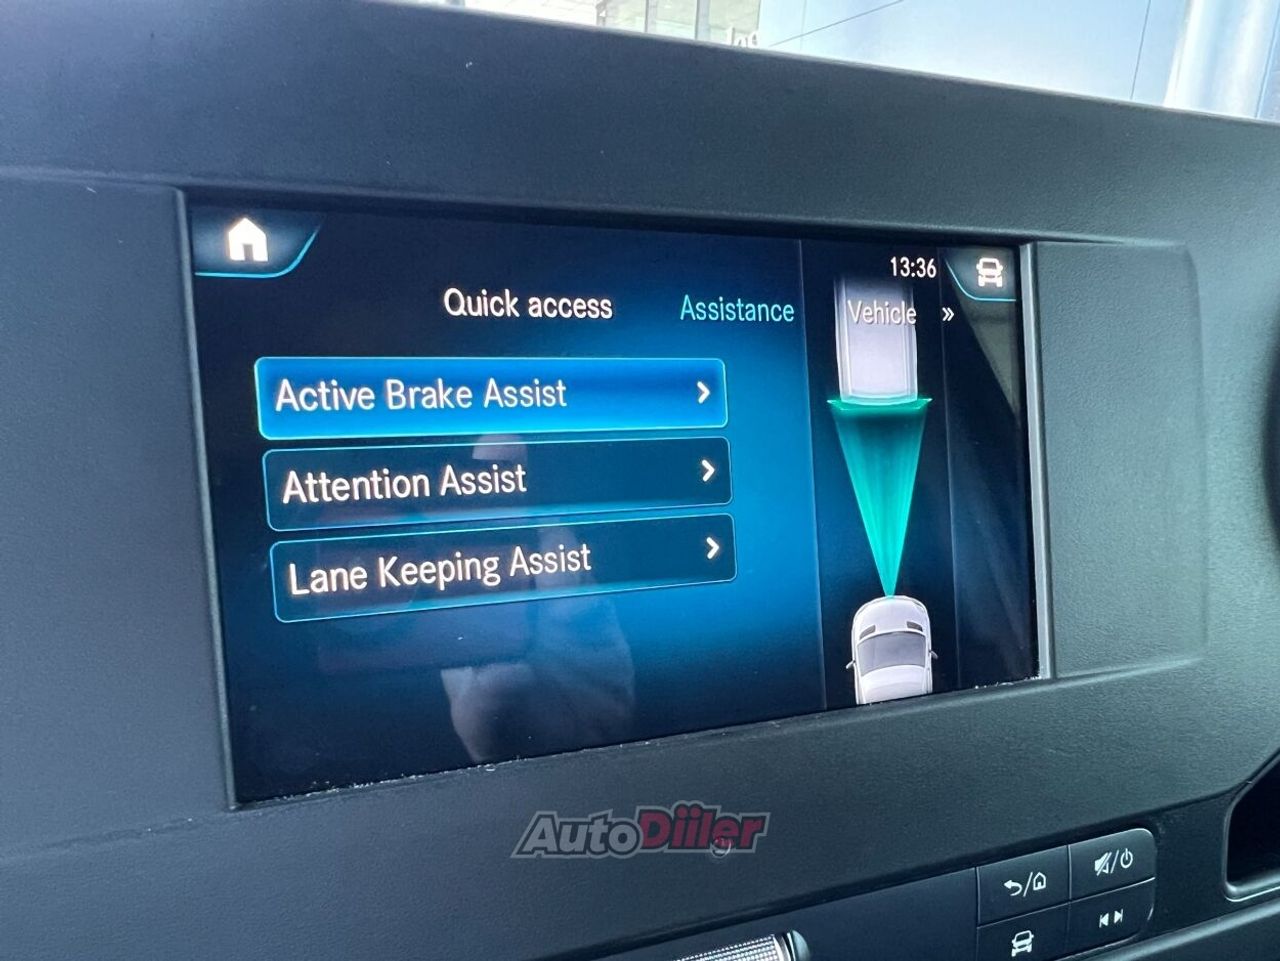 13:36
Quick access Assistance Vehicle »
Active Brake Assist
Attention Assist
Lane Keeping Assist
AutoDiiler